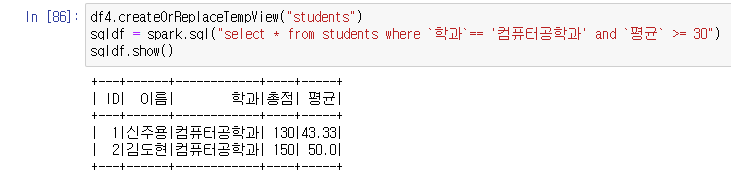 In [86]: df4.createOrReplaceTempView("students")
sqldf = spark.sql("select * from students where `학과`== '컴퓨터공학과' and `평균` >= 30")
sqldf.show()
+---+------+------------+----+-----+
| ID|  이름|        학과|총점| 평균|
+---+------+------------+----+-----+
|  1|신주용|컴퓨터공학과| 130|43.33|
|  2|김도현|컴퓨터공학과| 150| 50.0|
+---+------+------------+----+-----+